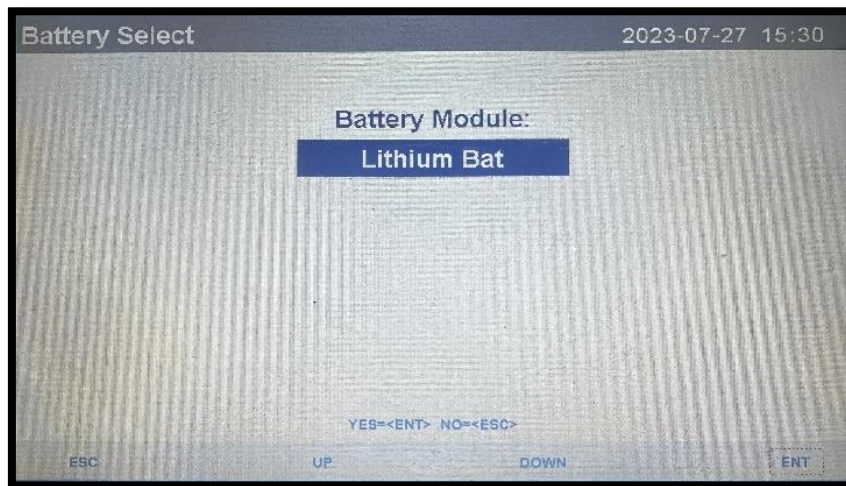 Battery Select 2023-07-27 15:30
Battery Module:
Lithium Bat
YES=<ENT> NO=<ESC>
ESC UP DOWN ENT